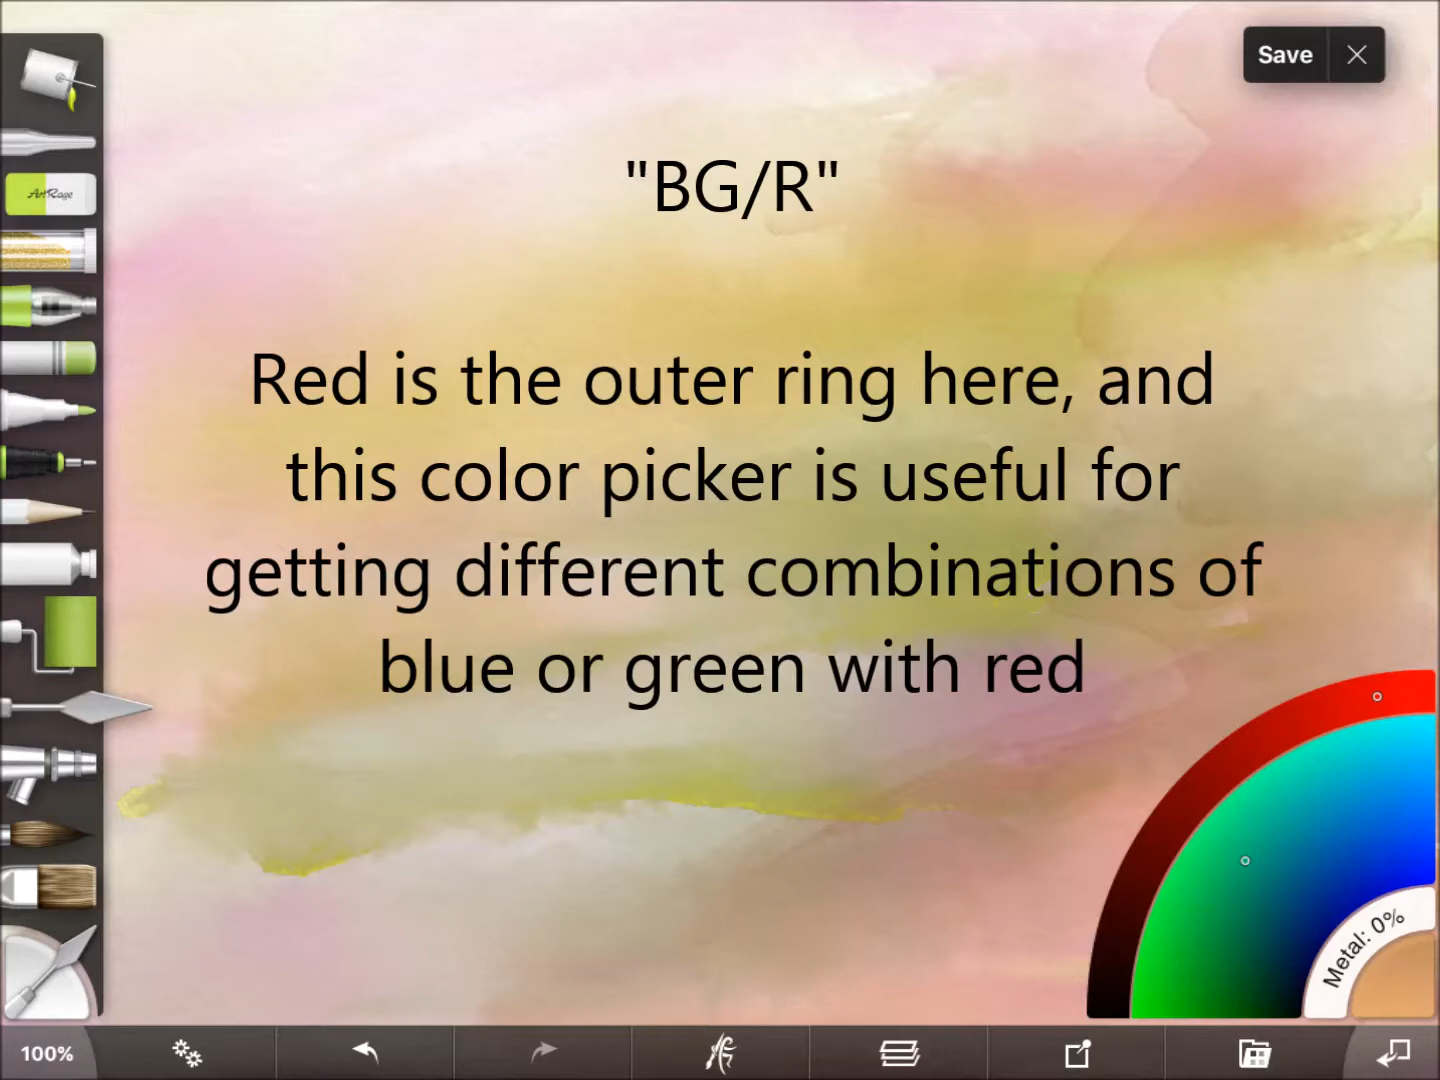 Save
"BG/R"
ArtRage
Red is the outer ring here, and
this color picker is useful for
getting different combinations of
blue or green with red
Metal: 0%
100%